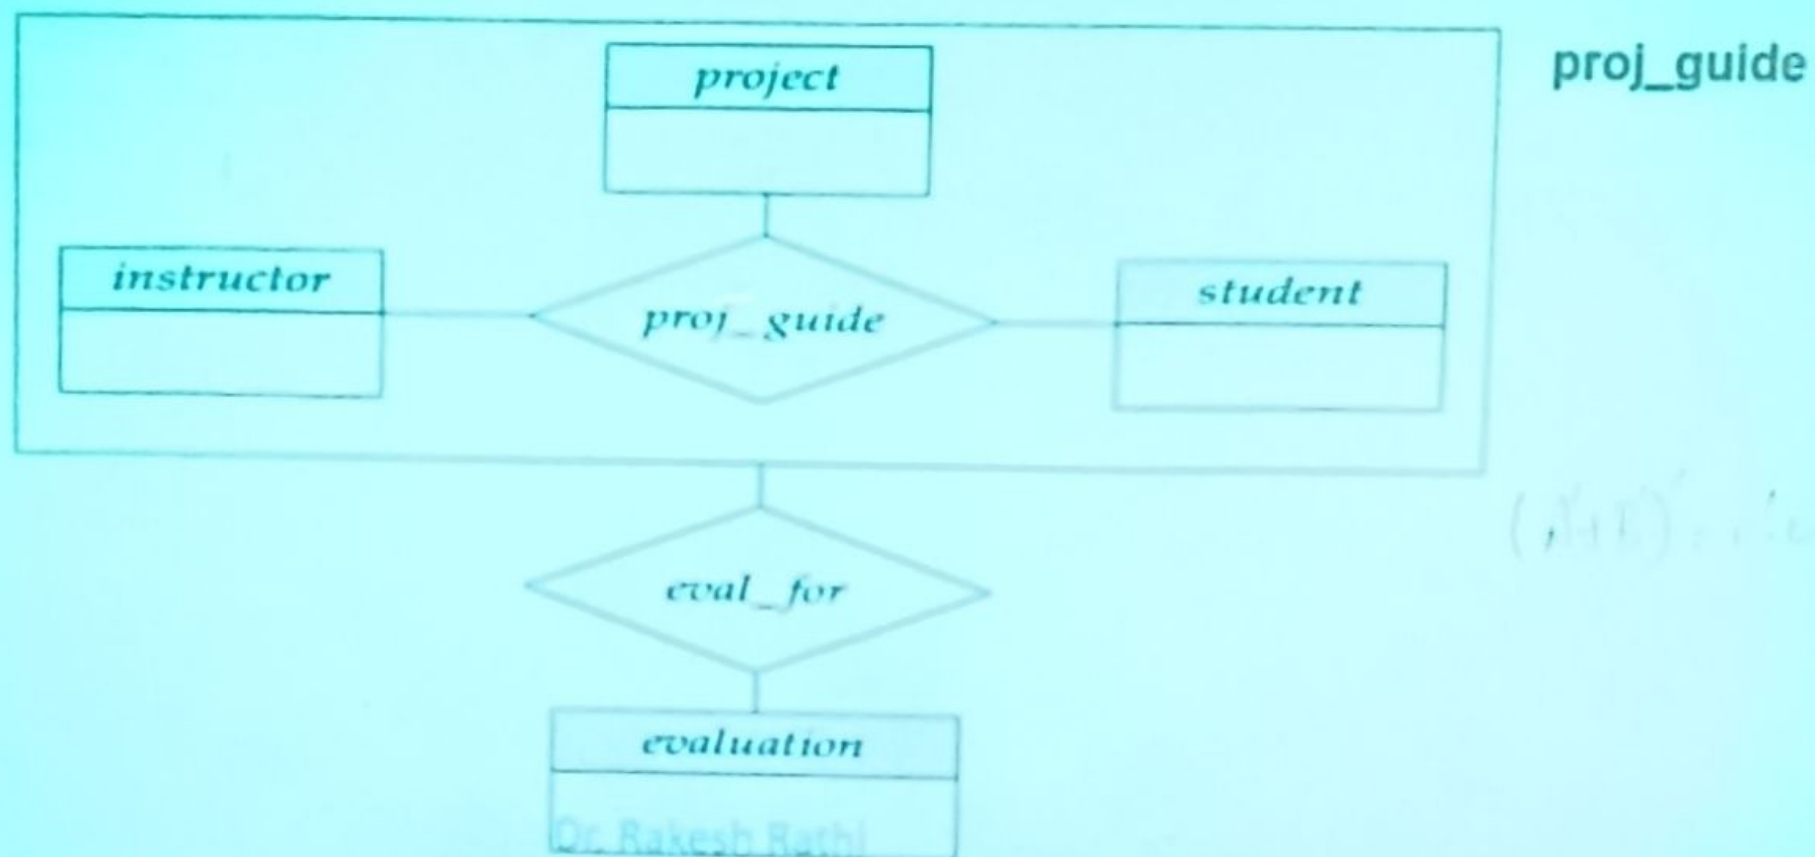 project
proj_guide
instructor
proj_guide
student
eval_for
evaluation
Dr. Rakesh Rathi